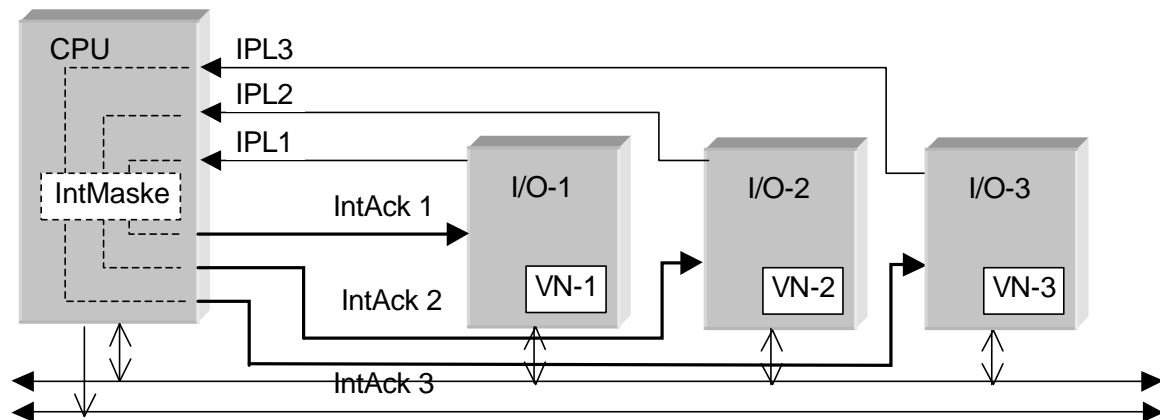 CPU
IPL3
IPL2
IPL1
I/O-1
I/O-2
I/O-3
IntMaske
IntAck 1
VN-1
VN-2
VN-3
IntAck 2
IntAck 3